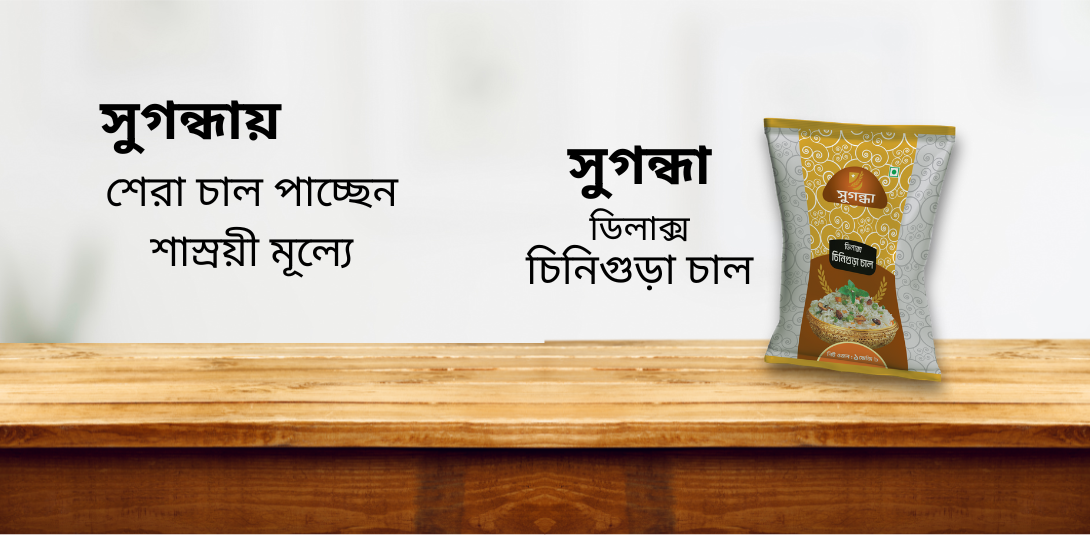 সুগন্ধায়
শেরা চাল পাচ্ছেন
শাস্রয়ী মূল্যে
সুগন্ধা
ডিলাক্স
চিনিগুড়া চাল
সুগন্ধা
ডিলাক্স
চিনিগুড়া চাল